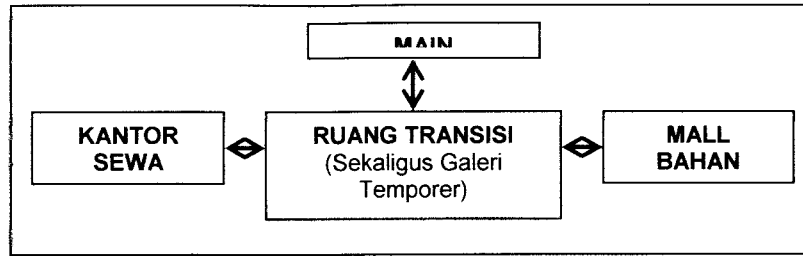 MAIN
KANTOR
SEWA
RUANG TRANSISI
(Sekaligus Galeri
Temporer)
MALL
BAHAN